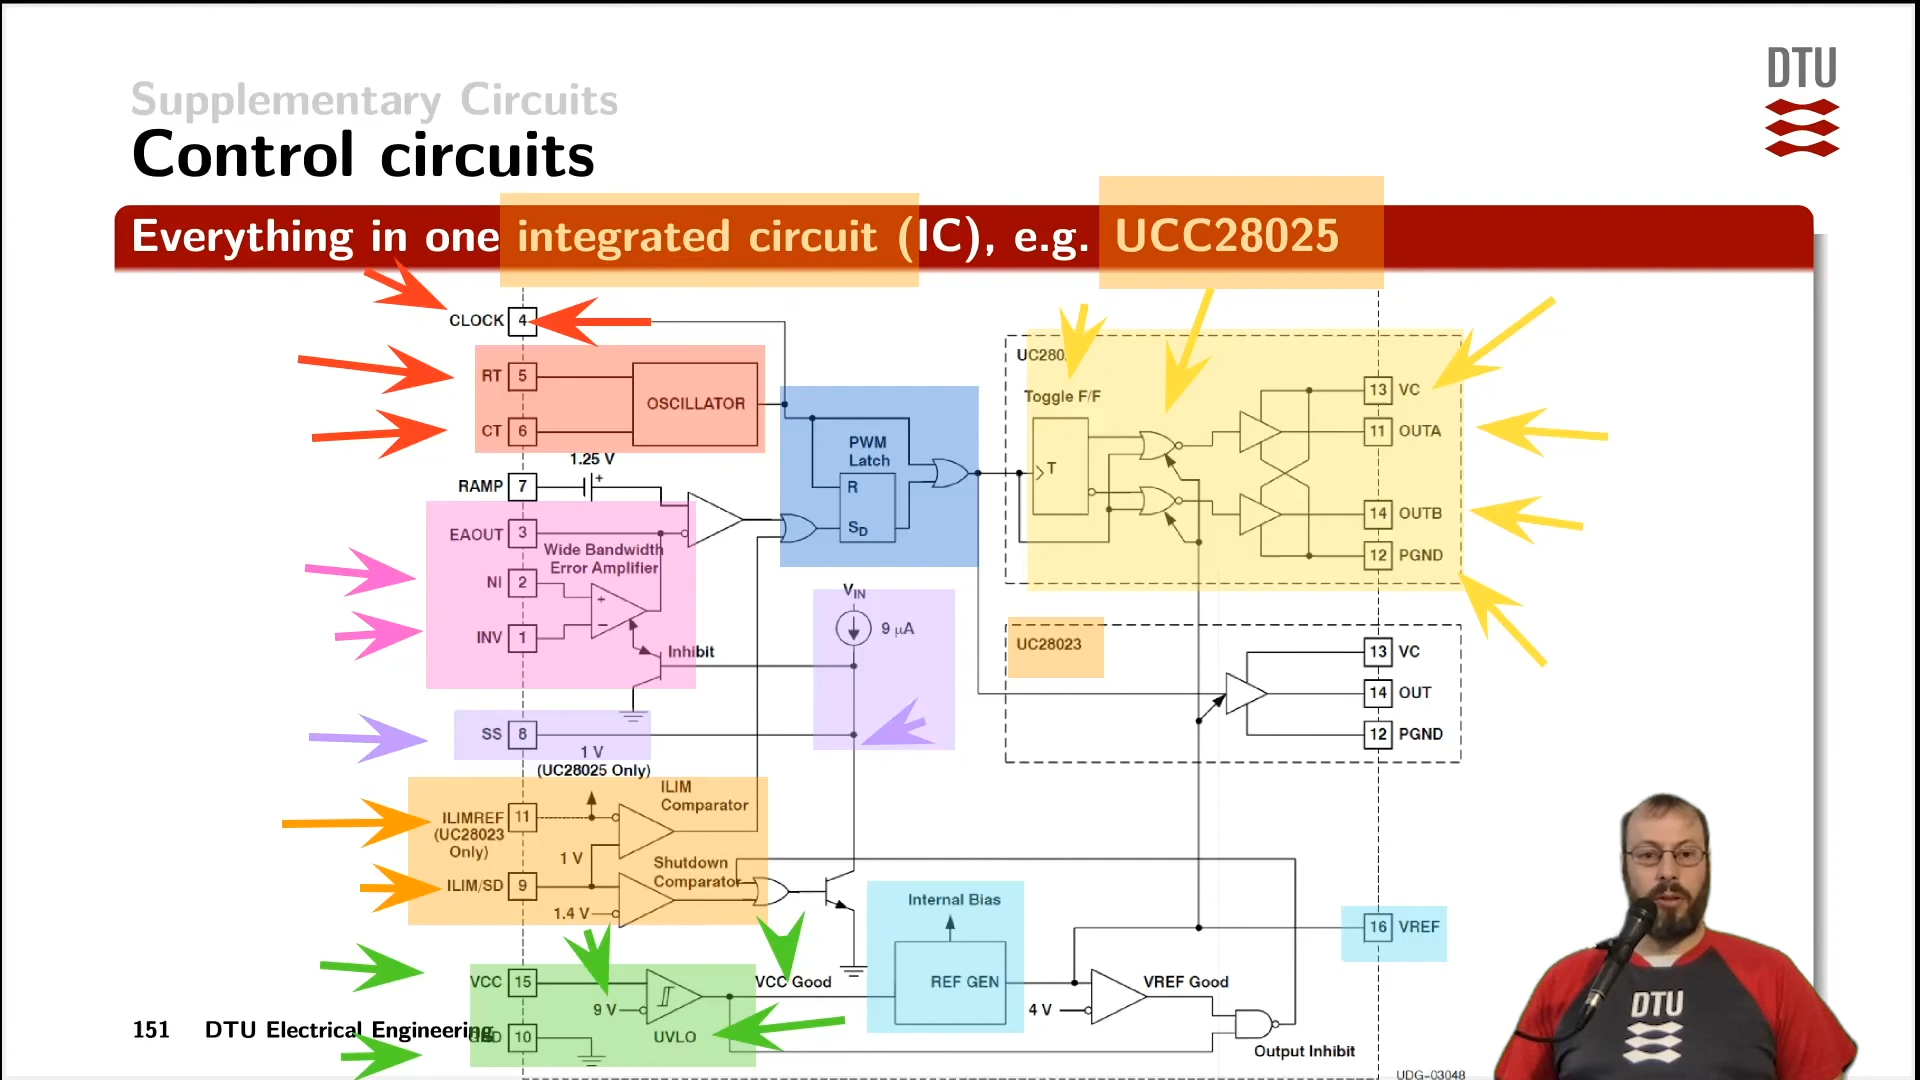 DTU
Supplementary Circuits
Control circuits
Everything in one integrated circuit (IC), e.g. UCC28025
CLOCK 4
RT 5
OSCILLATOR
CT 6
1.25 V
+
RAMP 7
EAOUT 3
Wide Bandwidth
Error Amplifier
NI 2
+
−
INV 1
Inhibit
SS 8
1 V
(UC28025 Only)
ILIM
Comparator
ILIMREF 11
(UC28023
Only)
1 V
Shutdown
Comparator
ILIM/SD 9
1.4 V
VCC 15
9 V
UVLO
10
VCC Good
PWM
Latch
R
SD
VIN
9 µA
Internal Bias
REF GEN
4 V
VREF Good
Output Inhibit
Toggle F/F
T
13 VC
11 OUTA
14 OUTB
12 PGND
UC28023
13 VC
14 OUT
12 PGND
16 VREF
UDG-03048
151 DTU Electrical Engineering
DTU